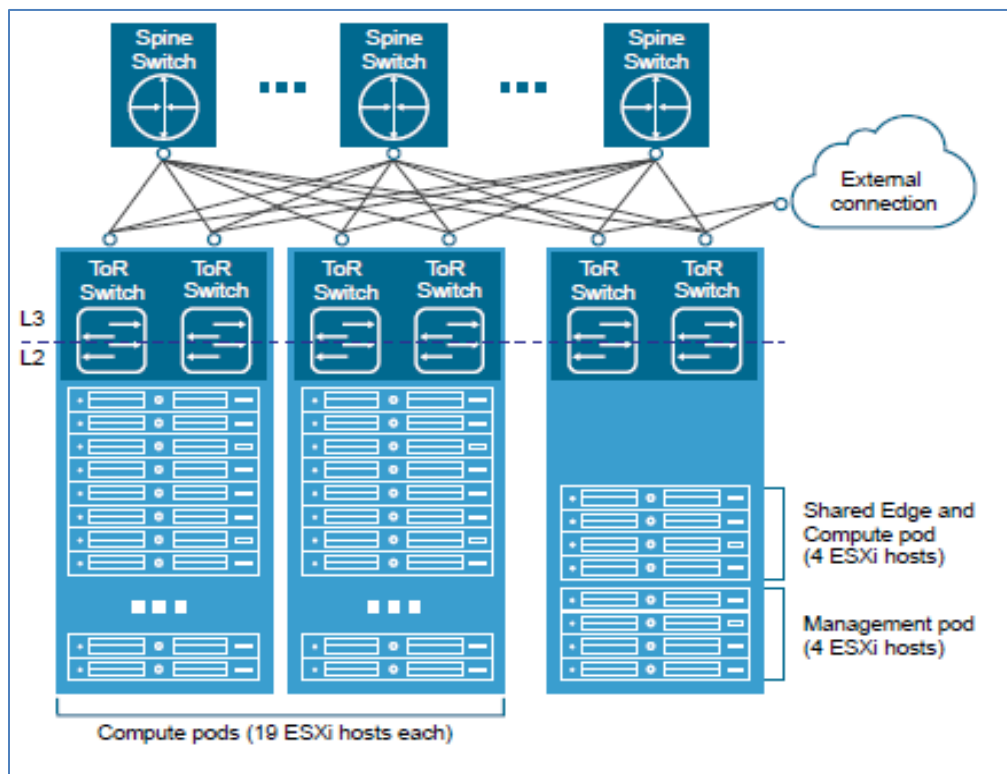 Spine
Switch
Spine
Switch
Spine
Switch
External
connection
ToR
Switch
ToR
Switch
ToR
Switch
ToR
Switch
ToR
Switch
ToR
Switch
L3
L2
Shared Edge and
Compute pod
(4 ESXi hosts)
Management pod
(4 ESXi hosts)
Compute pods (19 ESXi hosts each)